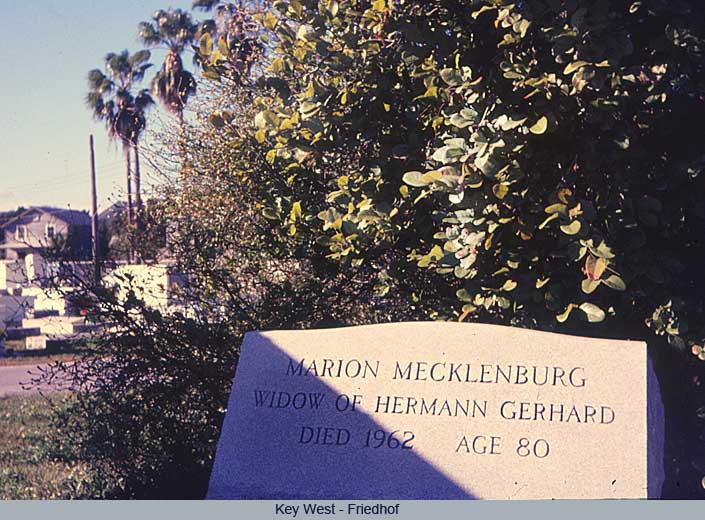 MARION MECKLENBURG
WIDOW OF HERMANN GERHARD
DIED 1962 AGE 80
Key West - Friedhof